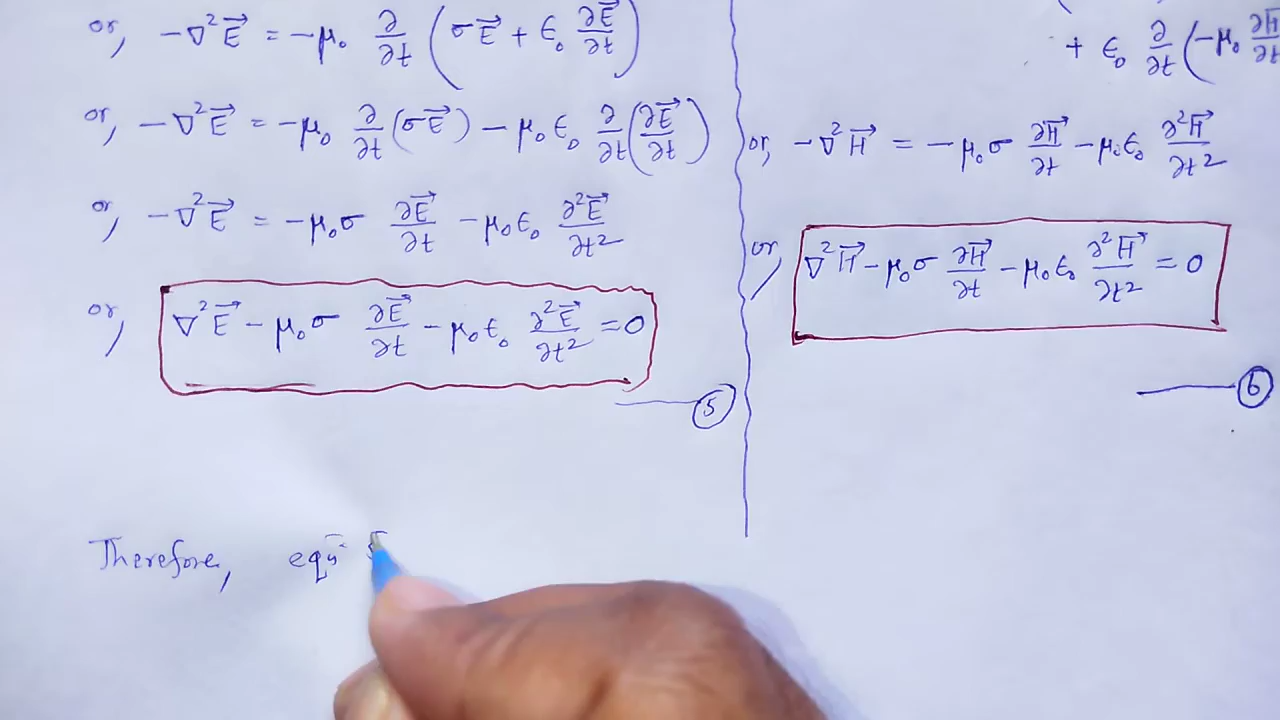 or, −∇²E⃗ = −μ₀ ∂/∂t (σE⃗ + ϵ₀ ∂E⃗/∂t)
or, −∇²E⃗ = −μ₀ ∂/∂t (σE⃗) − μ₀ϵ₀ ∂/∂t (∂E⃗/∂t)
or, −∇²E⃗ = −μ₀σ ∂E⃗/∂t − μ₀ϵ₀ ∂²E⃗/∂t²
or, ∇²E⃗ − μ₀σ ∂E⃗/∂t − μ₀ϵ₀ ∂²E⃗/∂t² = 0
5
+ ϵ₀ ∂/∂t (−μ₀ ∂H⃗/∂t
or, −∇²H⃗ = −μ₀σ ∂H⃗/∂t − μ₀ϵ₀ ∂²H⃗/∂t²
or, ∇²H⃗ − μ₀σ ∂H⃗/∂t − μ₀ϵ₀ ∂²H⃗/∂t² = 0
6
Therefore, eqn 5